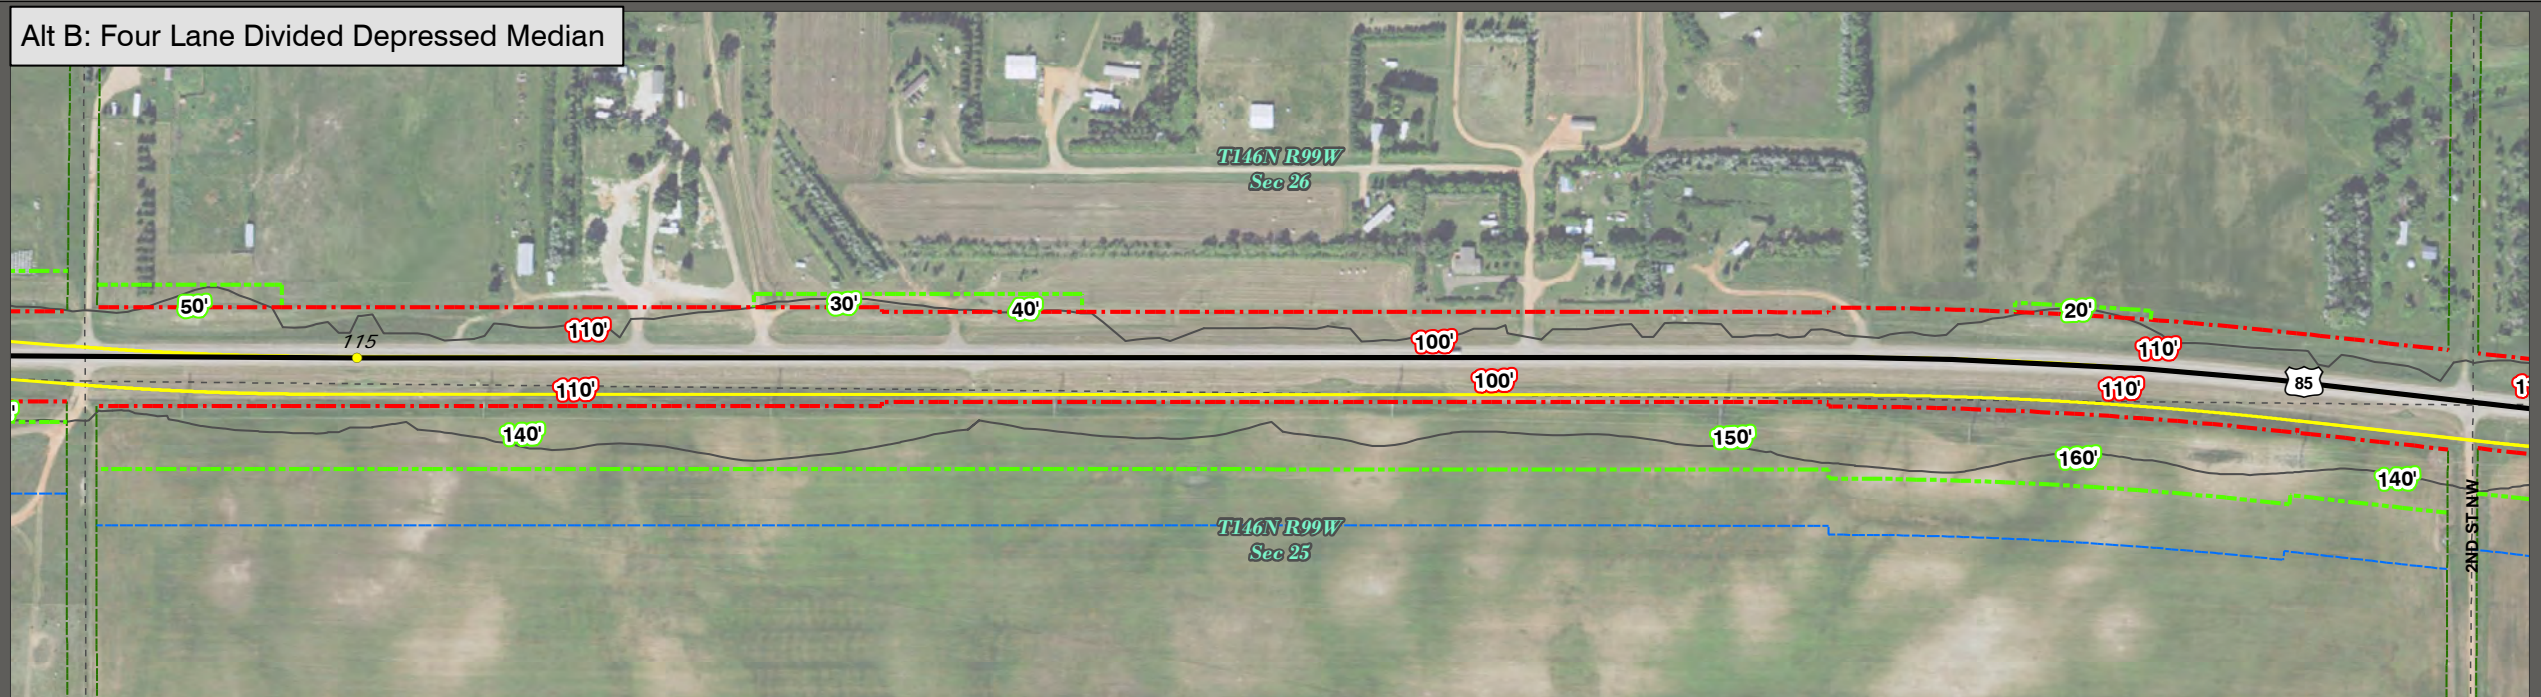 Alt B: Four Lane Divided Depressed Median
T146N R99W
Sec 26
50'
30'
40'
20'
110'
115
100'
110'
110'
100'
110'
85
140'
150'
160'
140'
2ND ST NW
T146N R99W
Sec 25